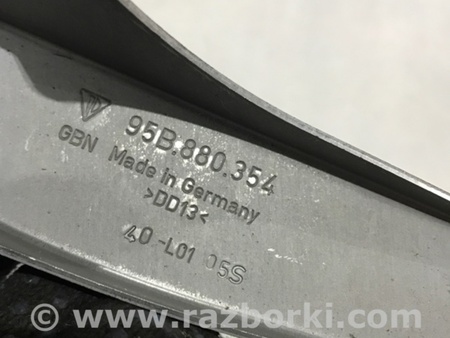 95B.880.354
GBN Made In Germany
>DD13<
40-L01 05S
© www.razborki.com